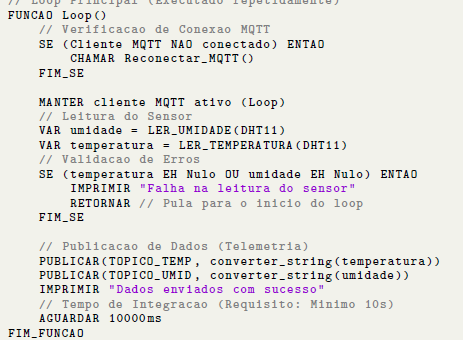 // Loop Principal (Executado repetidamente)
FUNCAO Loop()
// Verificacao de Conexao MQTT
SE (Cliente MQTT NAO conectado) ENTAO
CHAMAR Reconectar_MQTT()
FIM_SE
MANTER cliente MQTT ativo (Loop)
// Leitura do Sensor
VAR umidade = LER_UMIDADE(DHT11)
VAR temperatura = LER_TEMPERATURA(DHT11)
// Validacao de Erros
SE (temperatura EH Nulo OU umidade EH Nulo) ENTAO
IMPRIMIR "Falha na leitura do sensor"
RETORNAR // Pula para o inicio do loop
FIM_SE
// Publicacao de Dados (Telemetria)
PUBLICAR(TOPICO_TEMP, converter_string(temperatura))
PUBLICAR(TOPICO_UMID, converter_string(umidade))
IMPRIMIR "Dados enviados com sucesso"
// Tempo de Integracao (Requisito: Minimo 10s)
AGUARDAR 10000ms
FIM_FUNCAO